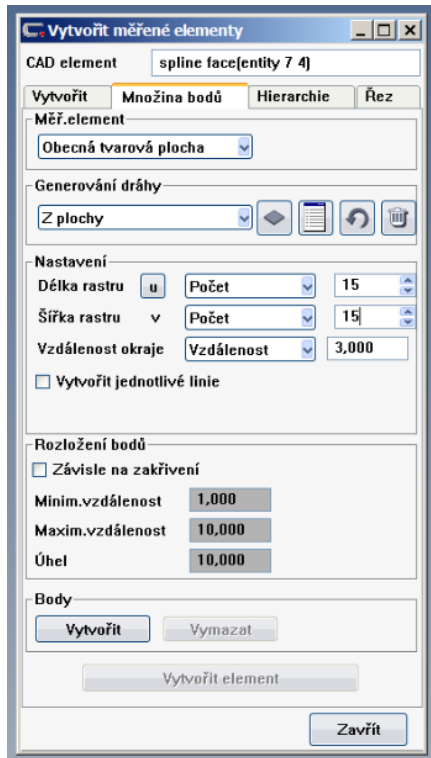 Vytvořit měřené elementy
CAD element spline face(entity 7 4)
Vytvořit Množina bodů Hierarchie Řez
Měř.element
Obecná tvarová plocha
Generování dráhy
Z plochy
Nastavení
Délka rastru u Počet 15
Šířka rastru v Počet 15
Vzdálenost okraje Vzdálenost 3,000
Vytvořit jednotlivé linie
Rozložení bodů
Závisle na zakřivení
Minim.vzdálenost 1,000
Maxim.vzdálenost 10,000
Úhel 10,000
Body
Vytvořit Vymazat
Vytvořit element
Zavřít